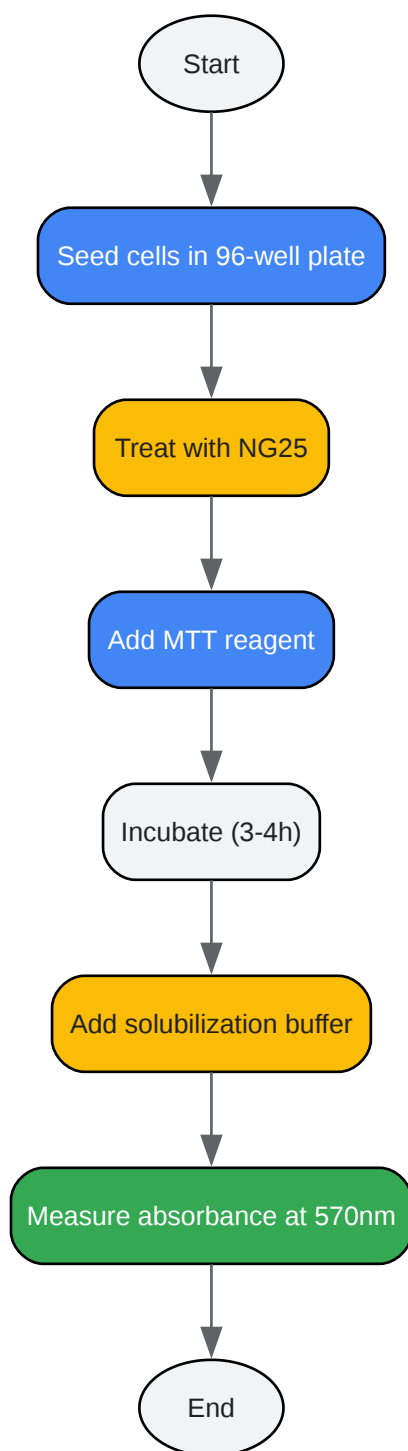 Start
Seed cells in 96-well plate
Treat with NG25
Add MTT reagent
Incubate (3-4h)
Add solubilization buffer
Measure absorbance at 570nm
End